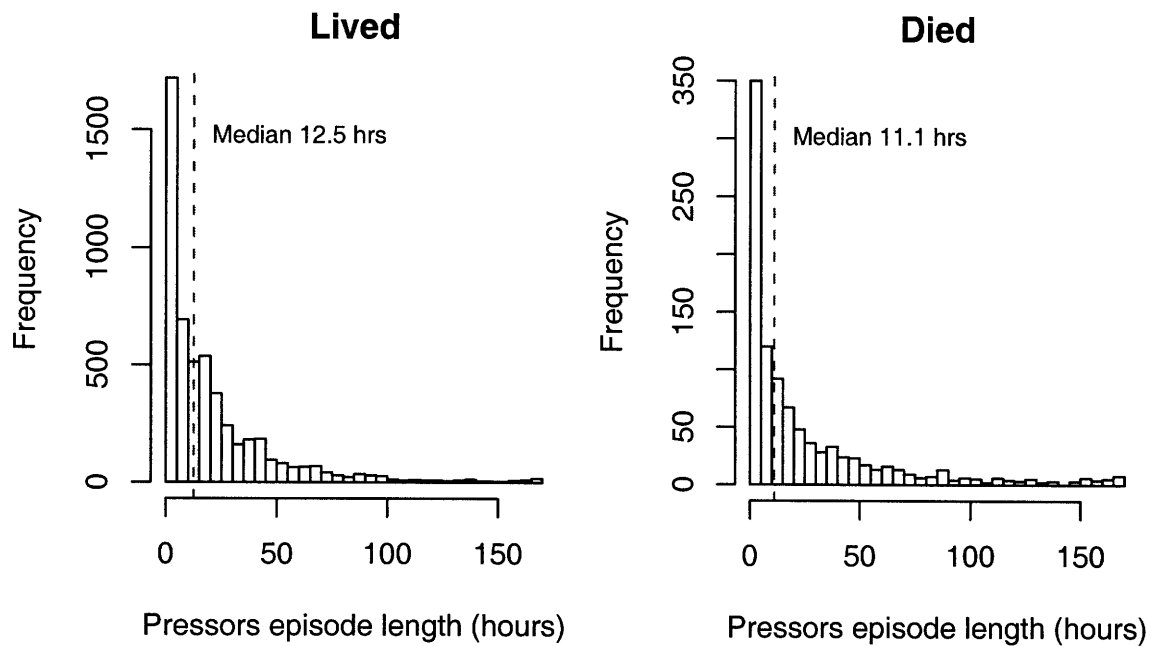 Lived
Frequency
1500
1000
500
0
Median 12.5 hrs
0 50 100 150
Pressors episode length (hours)
Died
Frequency
350
250
150
50
0
Median 11.1 hrs
0 50 100 150
Pressors episode length (hours)